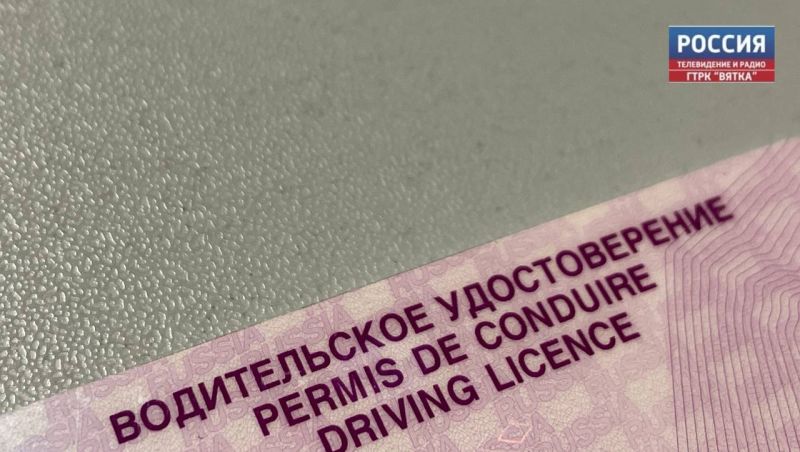 РОССИЯ
ТЕЛЕВИДЕНИЕ И РАДИО
ГТРК "ВЯТКА"
ВОДИТЕЛЬСКОЕ УДОСТОВЕРЕНИЕ
PERMIS DE CONDUIRE
DRIVING LICENCE